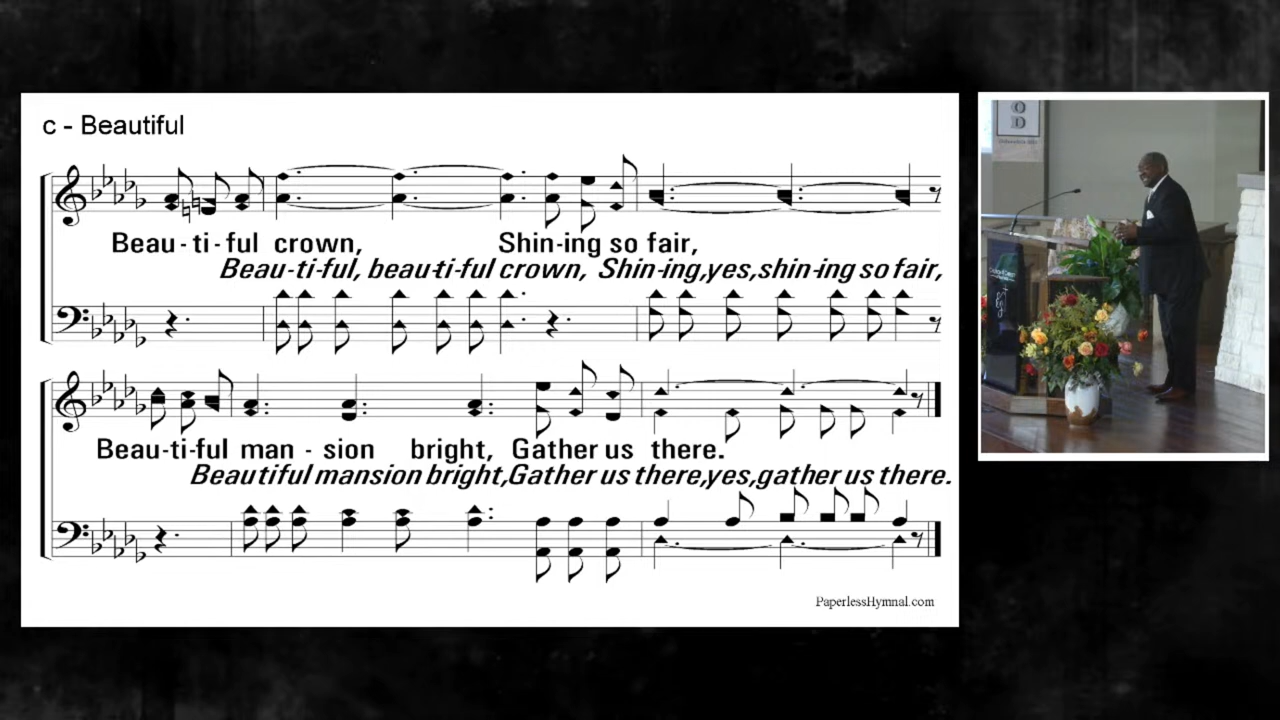 c - Beautiful
Beau-ti-ful crown, Shin-ing so fair,
Beau-ti-ful, beau-ti-ful crown, Shin-ing, yes, shin-ing so fair,
Beau-ti-ful man - sion bright, Gather us there.
Beautiful mansion bright, Gather us there, yes, gather us there.
PaperlessHymnal.com
OD